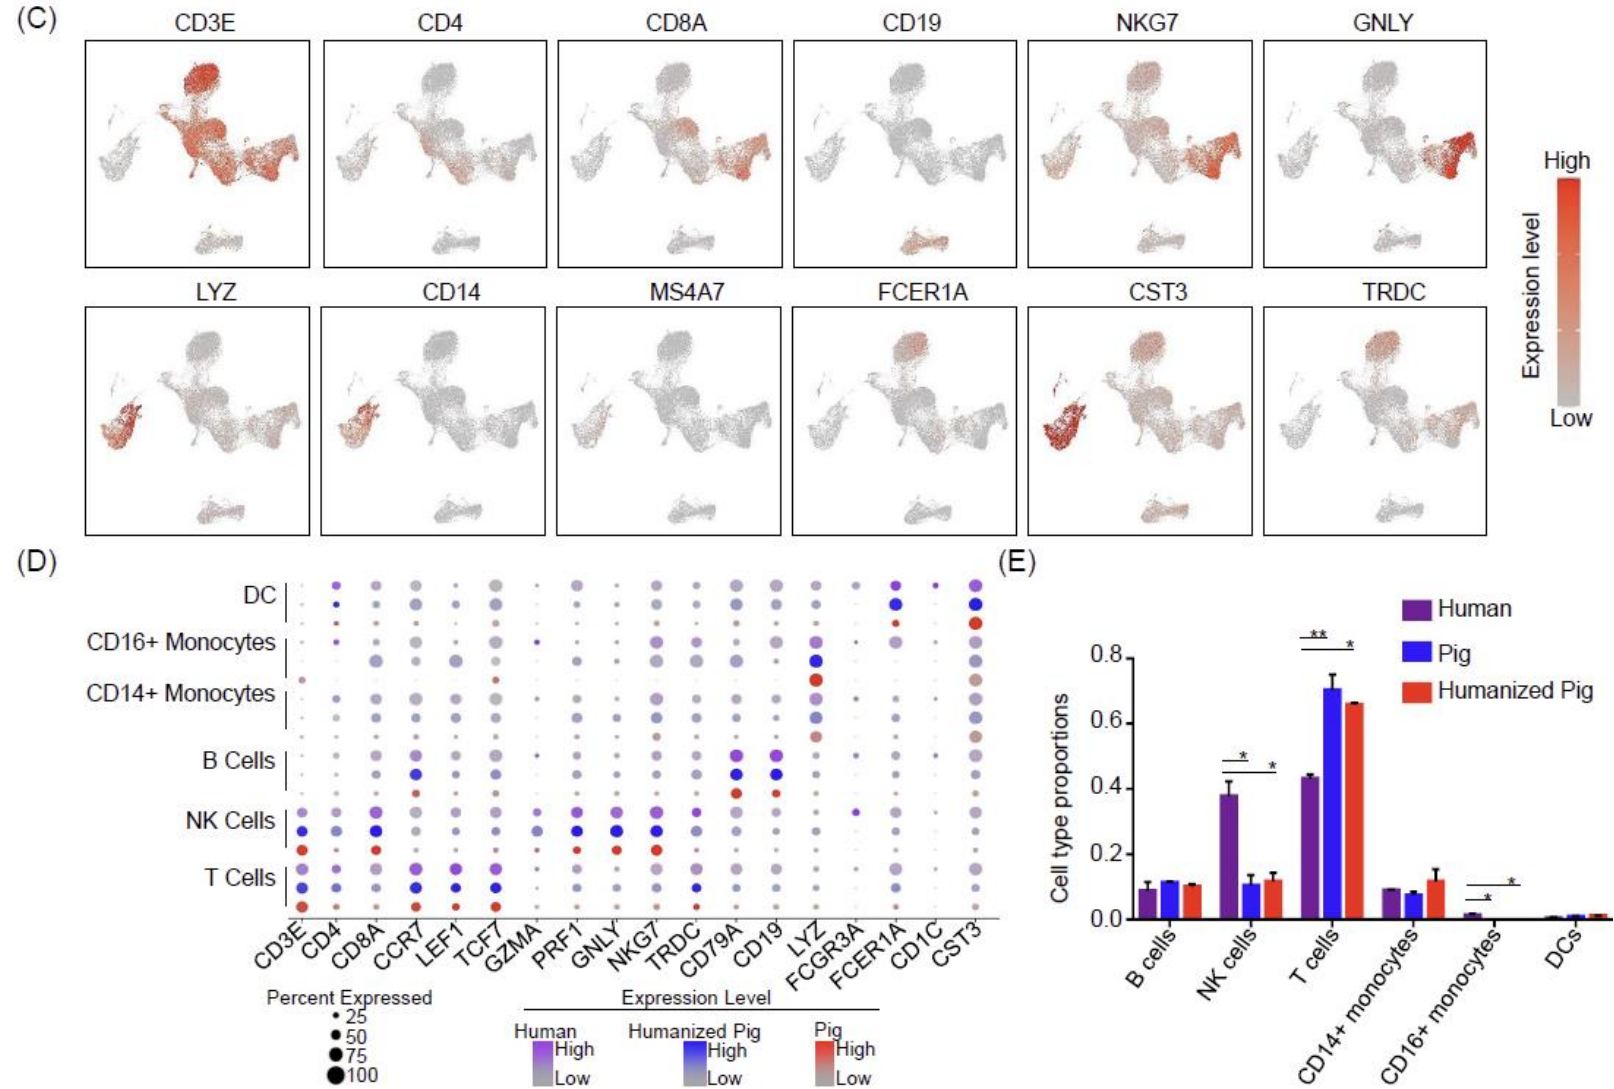 (C)
CD3E CD4 CD8A CD19 NKG7 GNLY
High
Expression level
Low
LYZ CD14 MS4A7 FCER1A CST3 TRDC
(D)
DC
CD16+ Monocytes
CD14+ Monocytes
B Cells
NK Cells
T Cells
CD3E CD4 CD8A CCR7 LEF1 TCF7 GZMA PRF1 GNLY NKG7 TRDC CD79A CD19 LYZ FCGR3A FCER1A CD1C CST3
Percent Expressed
25
50
75
100
Expression Level
Human Humanized Pig Pig
High High High
Low Low Low
(E)
Human
Pig
Humanized Pig
Cell type proportions
0.8
0.6
0.4
0.2
0.0
** *
* *
* *
B cells NK cells T cells CD14+ monocytes CD16+ monocytes DCs